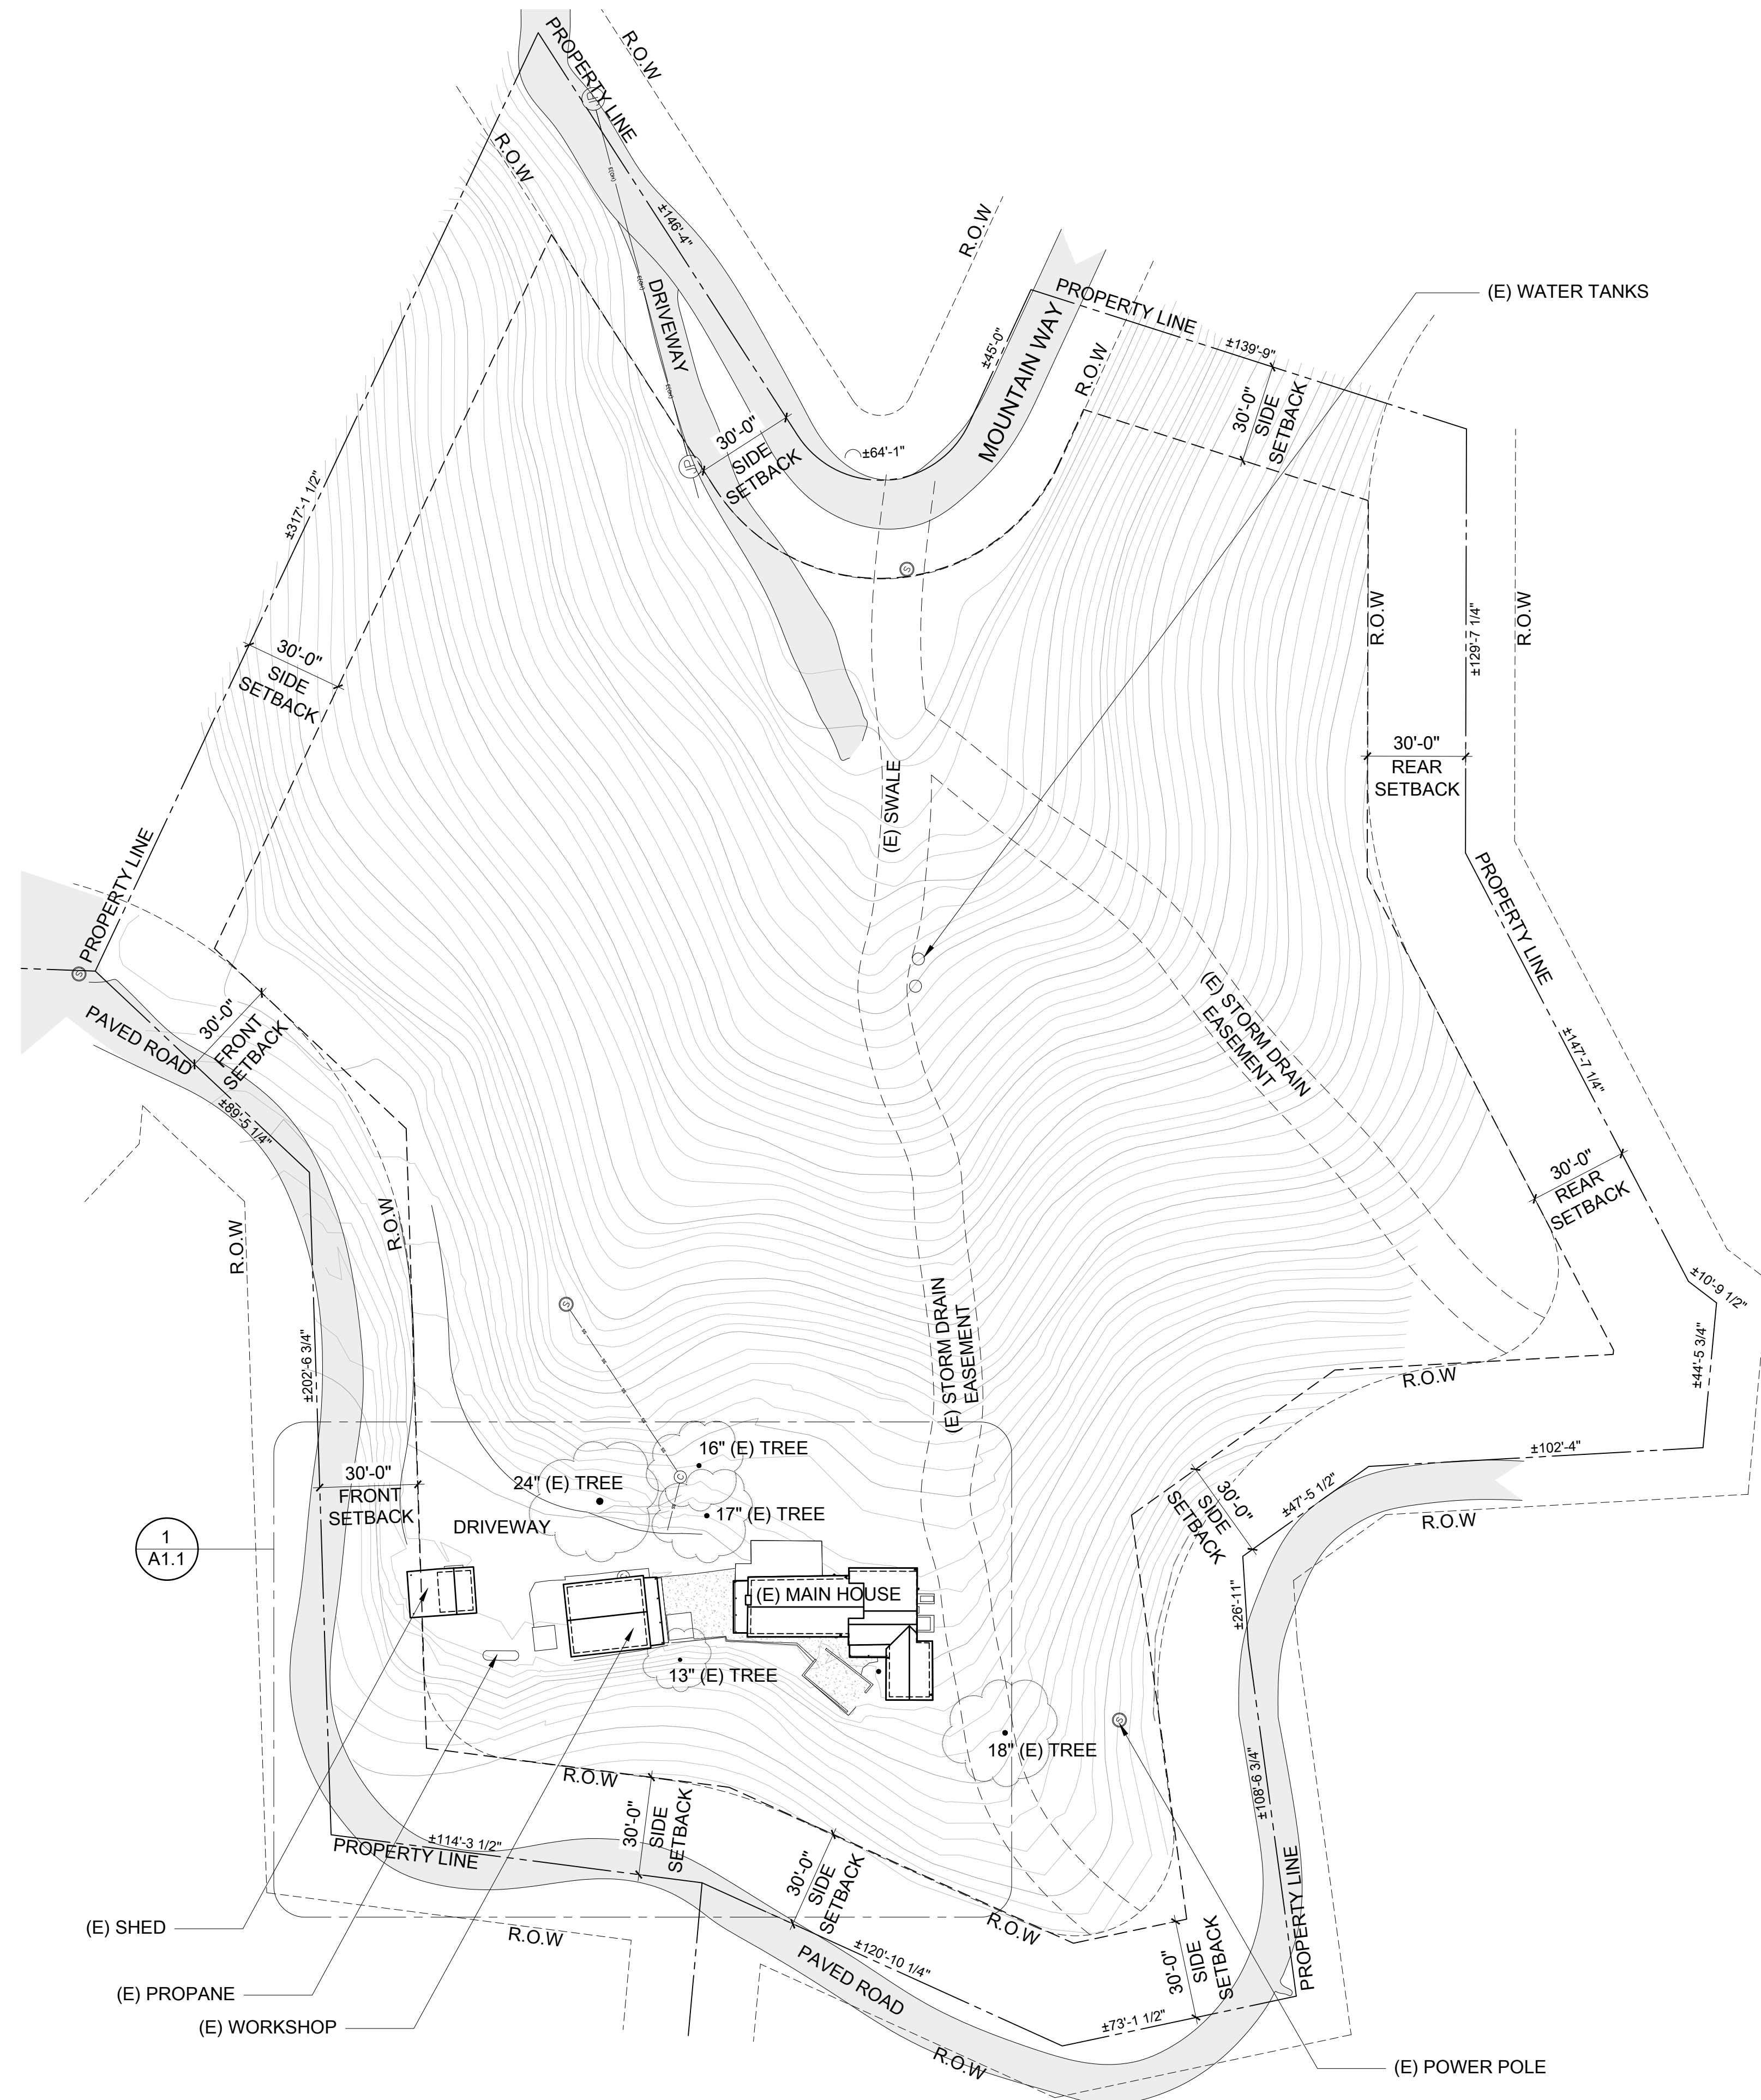 PROPERTY LINE
R.O.W
R.O.W
JP
E(OH)
±146'-4"
R.O.W
DRIVEWAY
E(OH)
E(OH)
±45'-0"
MOUNTAIN WAY
PROPERTY LINE
±139'-9"
(E) WATER TANKS
R.O.W
30'-0"
SIDE
SETBACK
30'-0"
SIDE
SETBACK
JP
±64'-1"
±317'-1 1/2"
S
R.O.W
±129'-7 1/4"
R.O.W
30'-0"
SIDE
SETBACK
30'-0"
REAR
SETBACK
(E) SWALE
PROPERTY LINE
PROPERTY LINE
S
PAVED ROAD
30'-0"
FRONT
SETBACK
(E) STORM DRAIN
EASEMENT
±147'-7 1/4"
±89'-5 1/4"
R.O.W
R.O.W
30'-0"
REAR
SETBACK
±10'-9 1/2"
S
±202'-6 3/4"
(E) STORM DRAIN
EASEMENT
±44'-5 3/4"
R.O.W
±102'-4"
16" (E) TREE
24" (E) TREE
C
17" (E) TREE
30'-0"
FRONT
SETBACK
DRIVEWAY
30'-0"
SIDE
SETBACK
±47'-5 1/2"
R.O.W
1
A1.1
(E) MAIN HOUSE
±26'-11"
13" (E) TREE
S
18" (E) TREE
R.O.W
30'-0"
SIDE
SETBACK
±108'-6 3/4"
±114'-3 1/2"
PROPERTY LINE
30'-0"
SIDE
SETBACK
PROPERTY LINE
(E) SHED
R.O.W
R.O.W
±120'-10 1/4"
PAVED ROAD
30'-0"
SIDE
SETBACK
(E) PROPANE
(E) WORKSHOP
±73'-1 1/2"
R.O.W
(E) POWER POLE